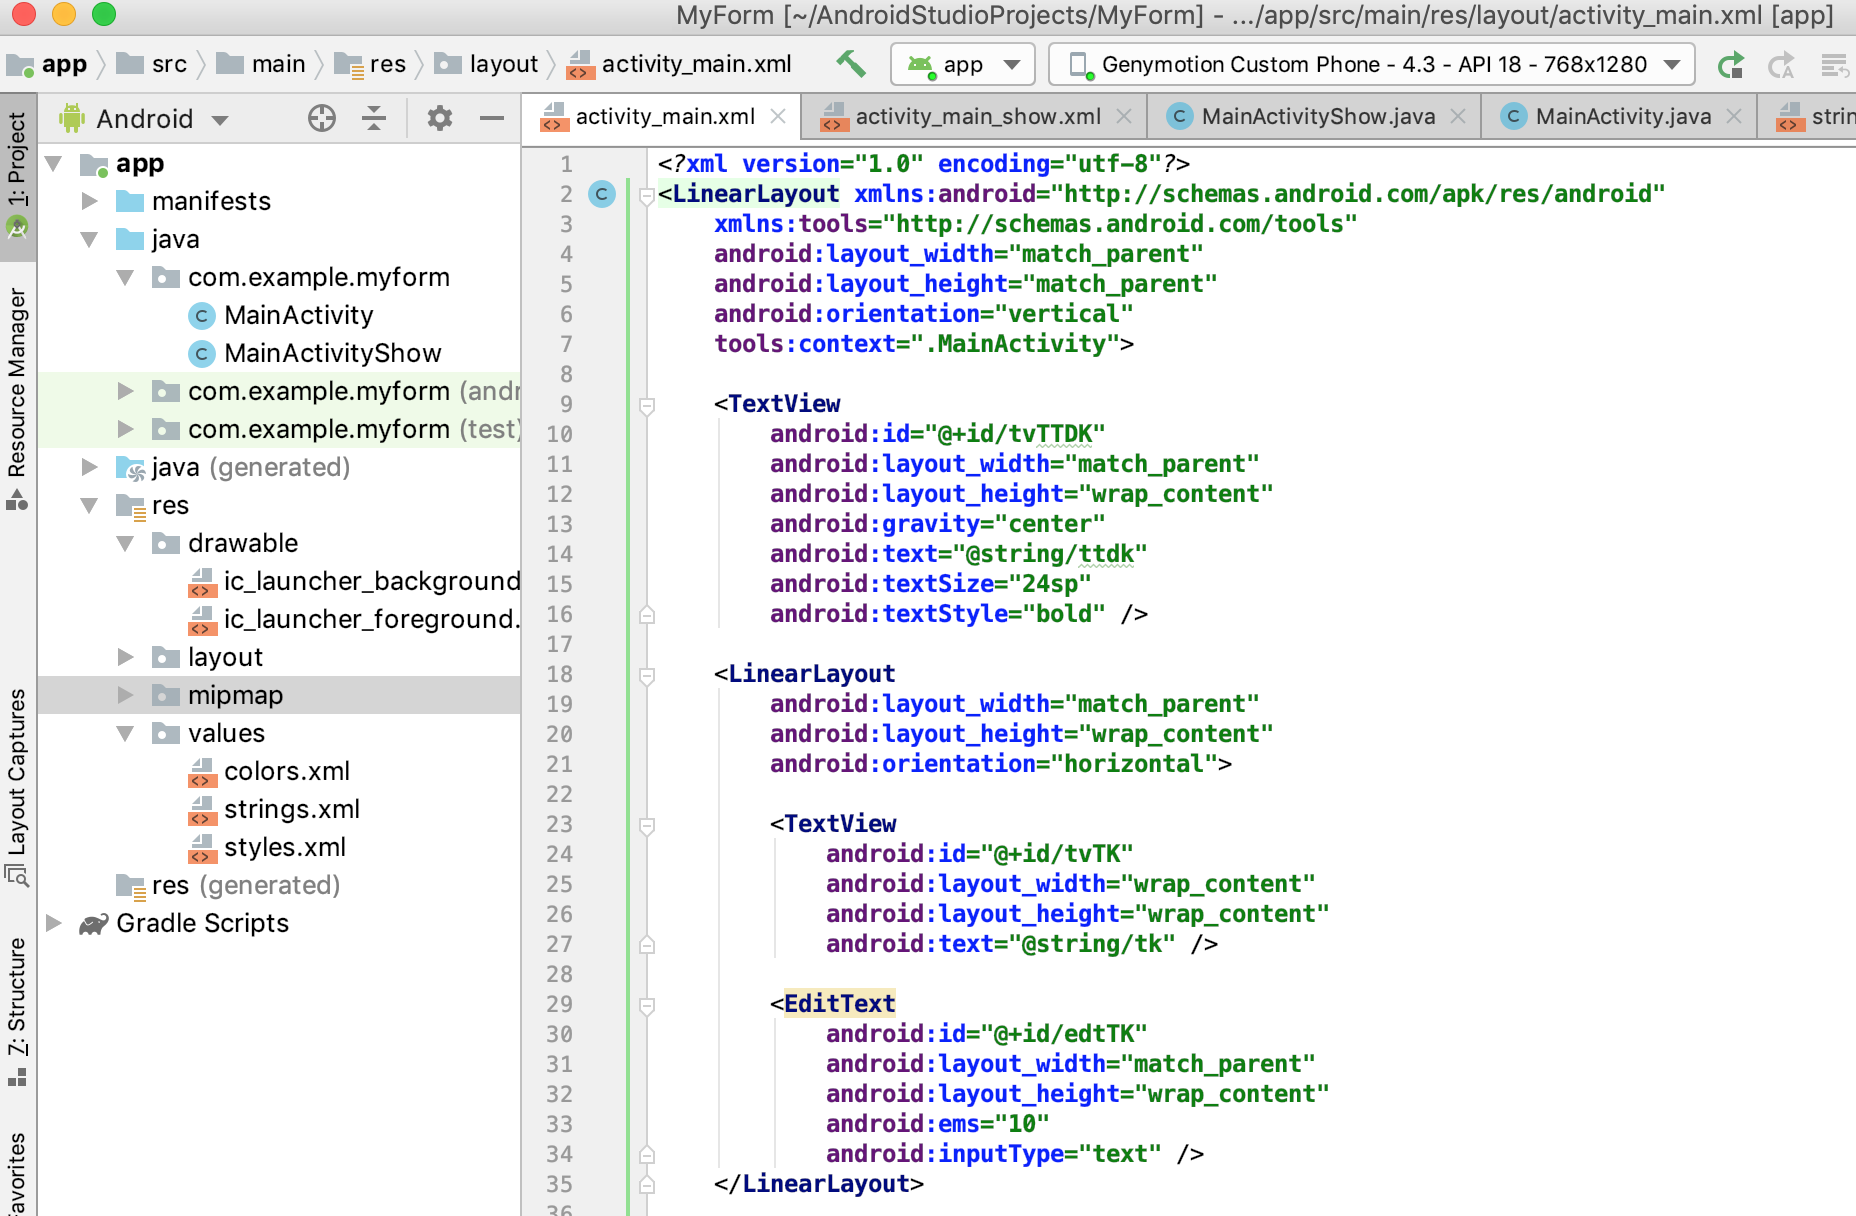 MyForm [~/AndroidStudioProjects/MyForm] - .../app/src/main/res/layout/activity_main.xml [app]
app src main res layout activity_main.xml app Genymotion Custom Phone - 4.3 - API 18 - 768x1280
1: Project
Resource Manager
Layout Captures
7: Structure
Android
app
manifests
java
com.example.myform
MainActivity
MainActivityShow
com.example.myform (andr
com.example.myform (test)
java (generated)
res
drawable
ic_launcher_background
ic_launcher_foreground.
layout
mipmap
values
colors.xml
strings.xml
styles.xml
res (generated)
Gradle Scripts
activity_main.xml activity_main_show.xml MainActivityShow.java MainActivity.java strin
1 <?xml version="1.0" encoding="utf-8"?>
2 <LinearLayout xmlns:android="http://schemas.android.com/apk/res/android"
3 xmlns:tools="http://schemas.android.com/tools"
4 android:layout_width="match_parent"
5 android:layout_height="match_parent"
6 android:orientation="vertical"
7 tools:context=".MainActivity">
8
9 <TextView
10 android:id="@+id/tvTTDK"
11 android:layout_width="match_parent"
12 android:layout_height="wrap_content"
13 android:gravity="center"
14 android:text="@string/ttdk"
15 android:textSize="24sp"
16 android:textStyle="bold" />
17
18 <LinearLayout
19 android:layout_width="match_parent"
20 android:layout_height="wrap_content"
21 android:orientation="horizontal">
22
23 <TextView
24 android:id="@+id/tvTK"
25 android:layout_width="wrap_content"
26 android:layout_height="wrap_content"
27 android:text="@string/tk" />
28
29 <EditText
30 android:id="@+id/edtTK"
31 android:layout_width="match_parent"
32 android:layout_height="wrap_content"
33 android:ems="10"
34 android:inputType="text" />
35 </LinearLayout>
36